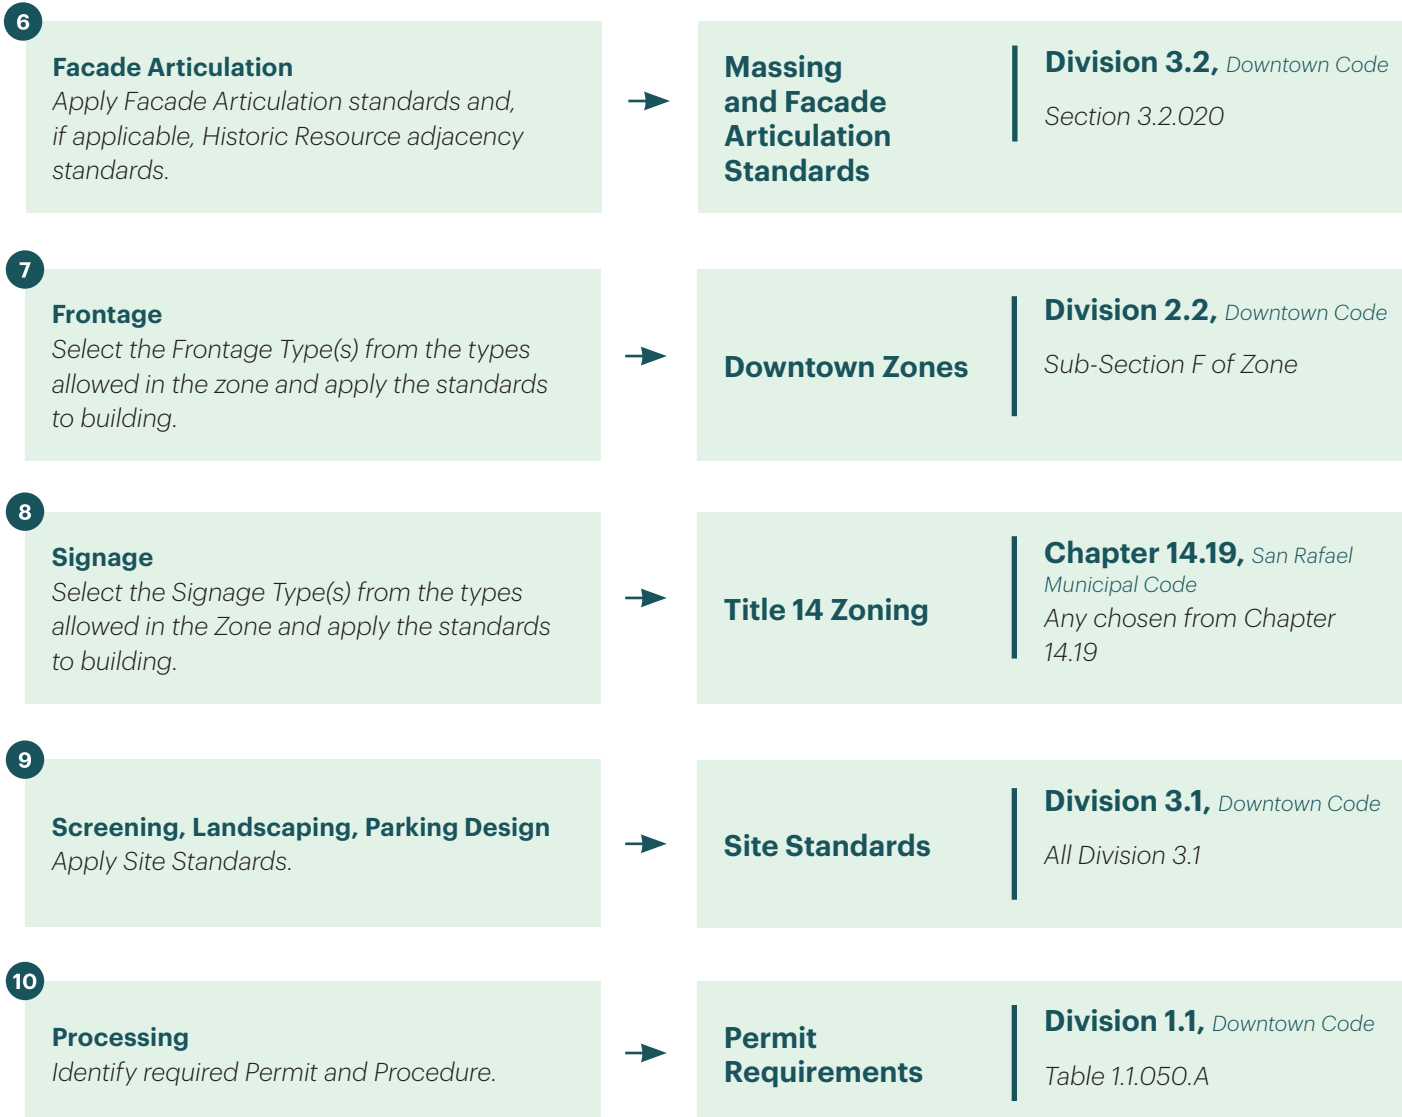 6
Facade Articulation
Apply Facade Articulation standards and,
if applicable, Historic Resource adjacency
standards.
Massing
and Facade
Articulation
Standards
Division 3.2, Downtown Code
Section 3.2.020
7
Frontage
Select the Frontage Type(s) from the types
allowed in the zone and apply the standards
to building.
Downtown Zones
Division 2.2, Downtown Code
Sub-Section F of Zone
8
Signage
Select the Signage Type(s) from the types
allowed in the Zone and apply the standards
to building.
Title 14 Zoning
Chapter 14.19, San Rafael
Municipal Code
Any chosen from Chapter
14.19
9
Screening, Landscaping, Parking Design
Apply Site Standards.
Site Standards
Division 3.1, Downtown Code
All Division 3.1
10
Processing
Identify required Permit and Procedure.
Permit
Requirements
Division 1.1, Downtown Code
Table 1.1.050.A